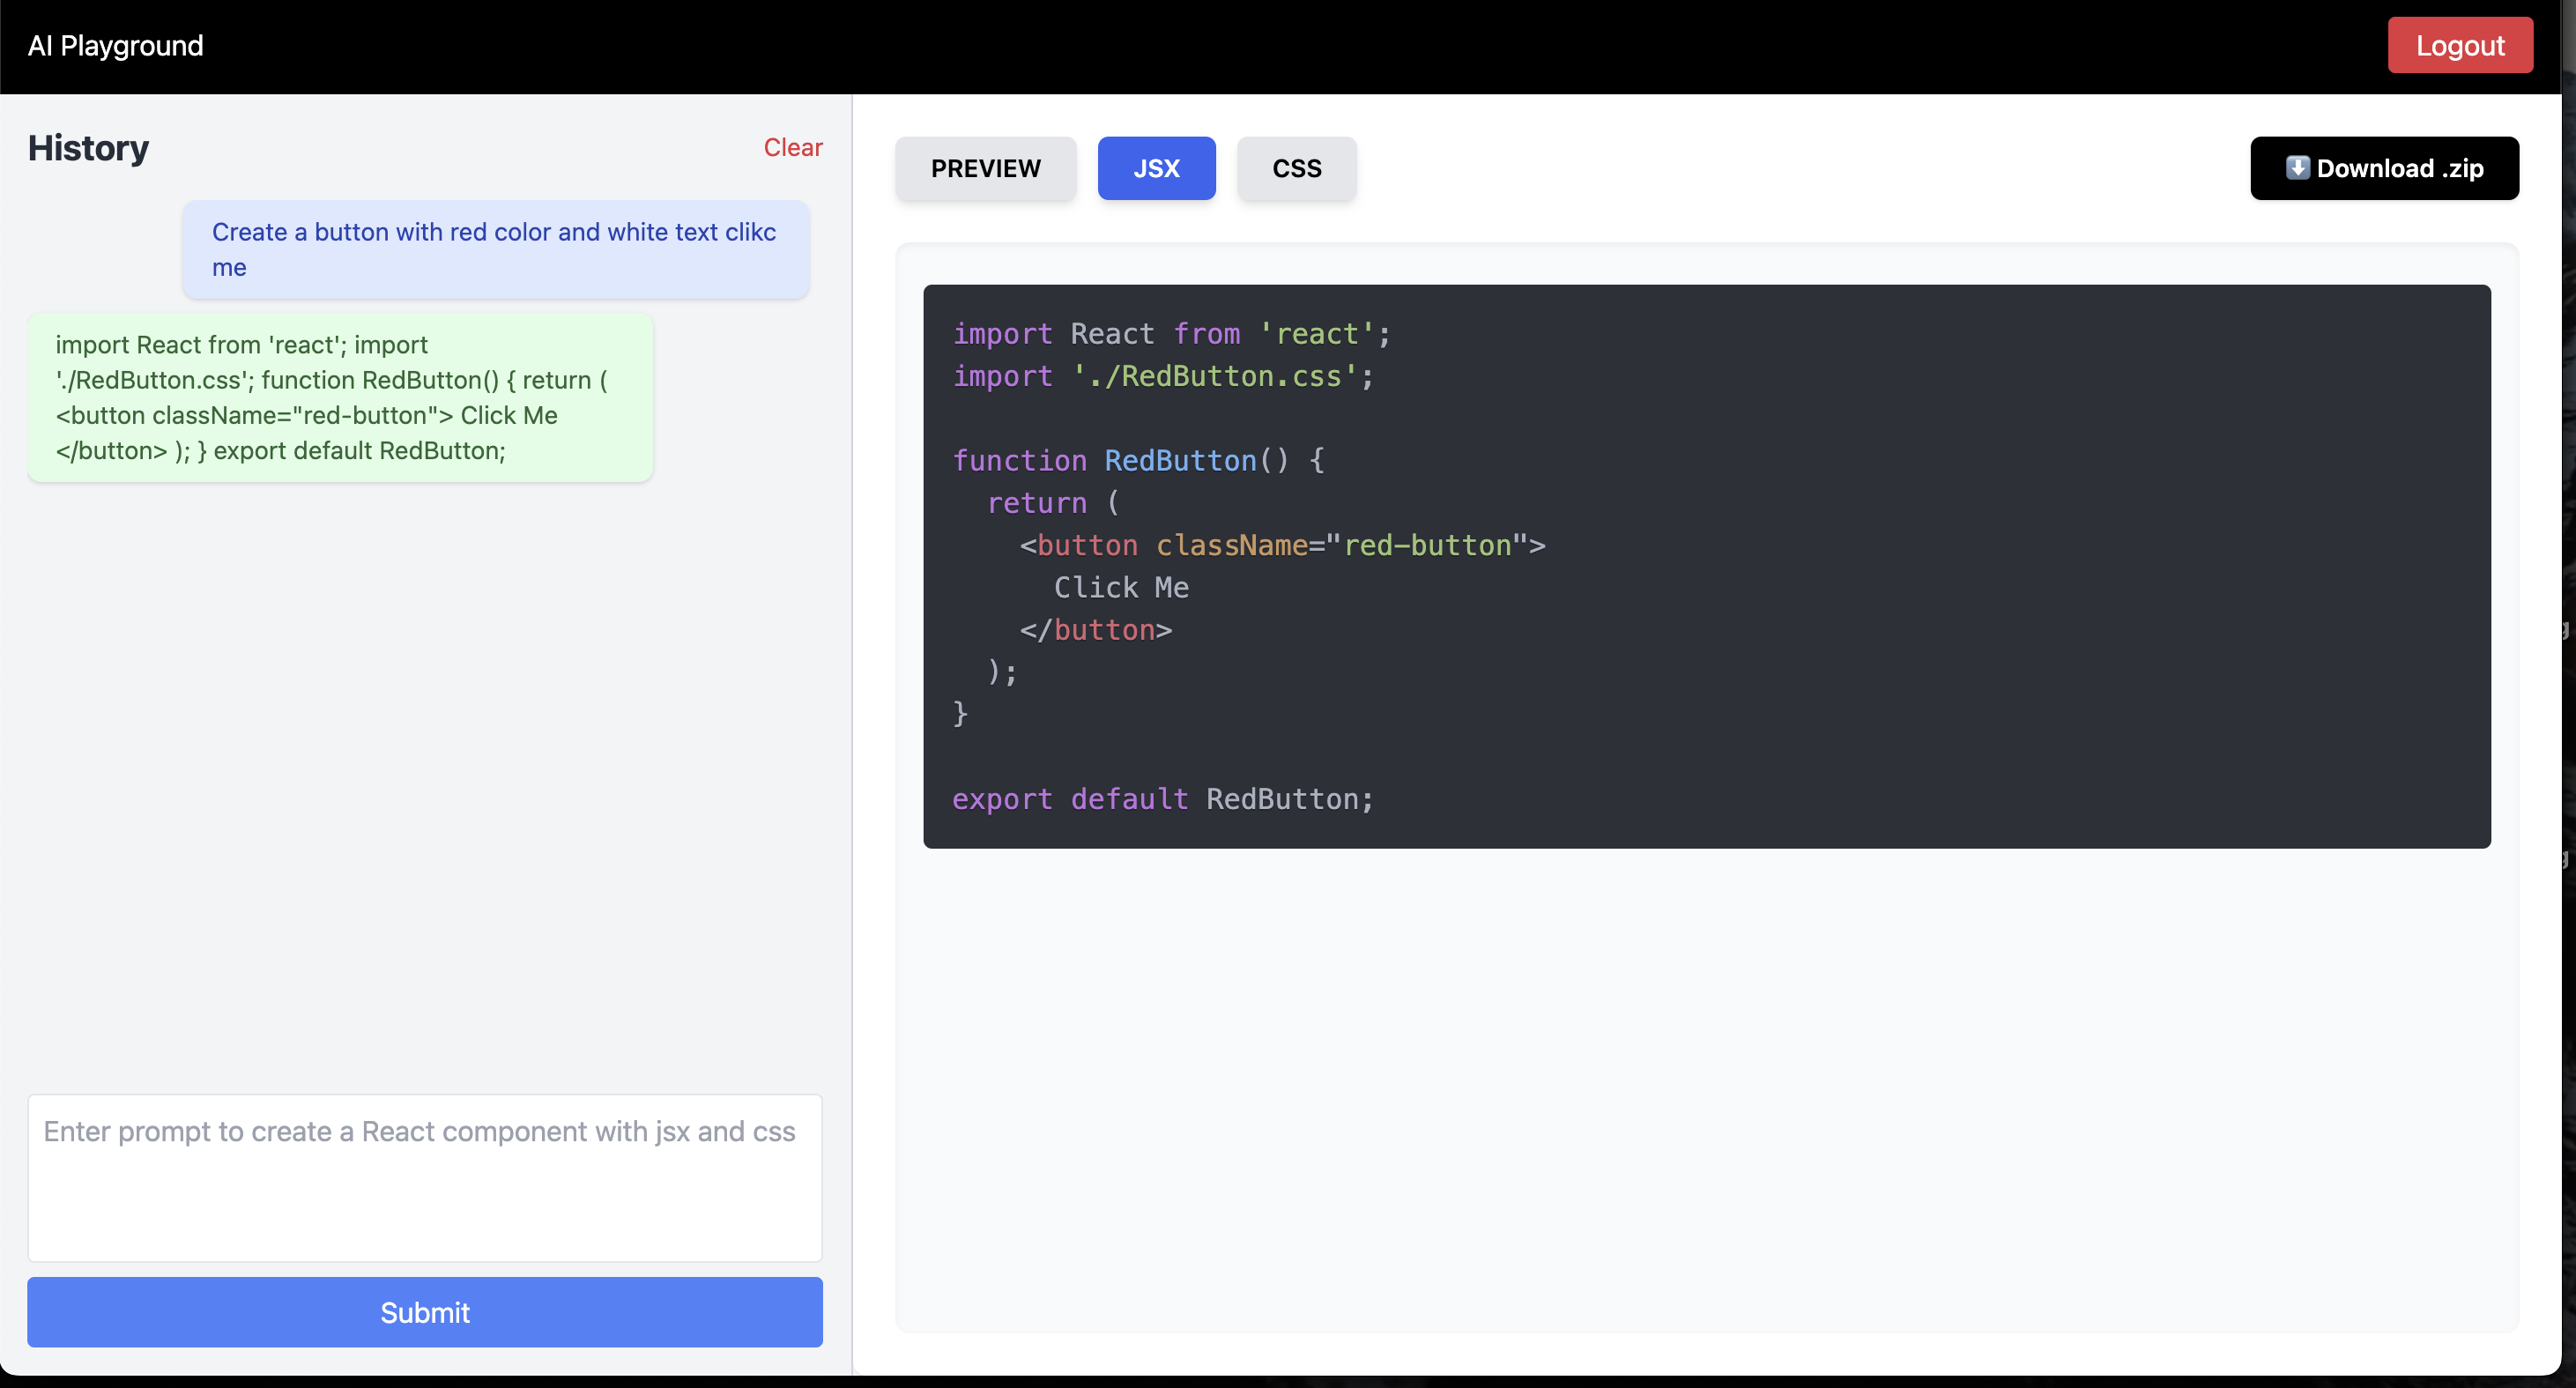 AI Playground
Logout
History
Clear
Create a button with red color and white text clikc
me
import React from 'react'; import
'./RedButton.css'; function RedButton() { return (
<button className="red-button"> Click Me
</button> ); } export default RedButton;
Enter prompt to create a React component with jsx and css
Submit
PREVIEW
JSX
CSS
⬇️ Download .zip
import React from 'react';
import './RedButton.css';
function RedButton() {
  return (
    <button className="red-button">
      Click Me
    </button>
  );
}
export default RedButton;